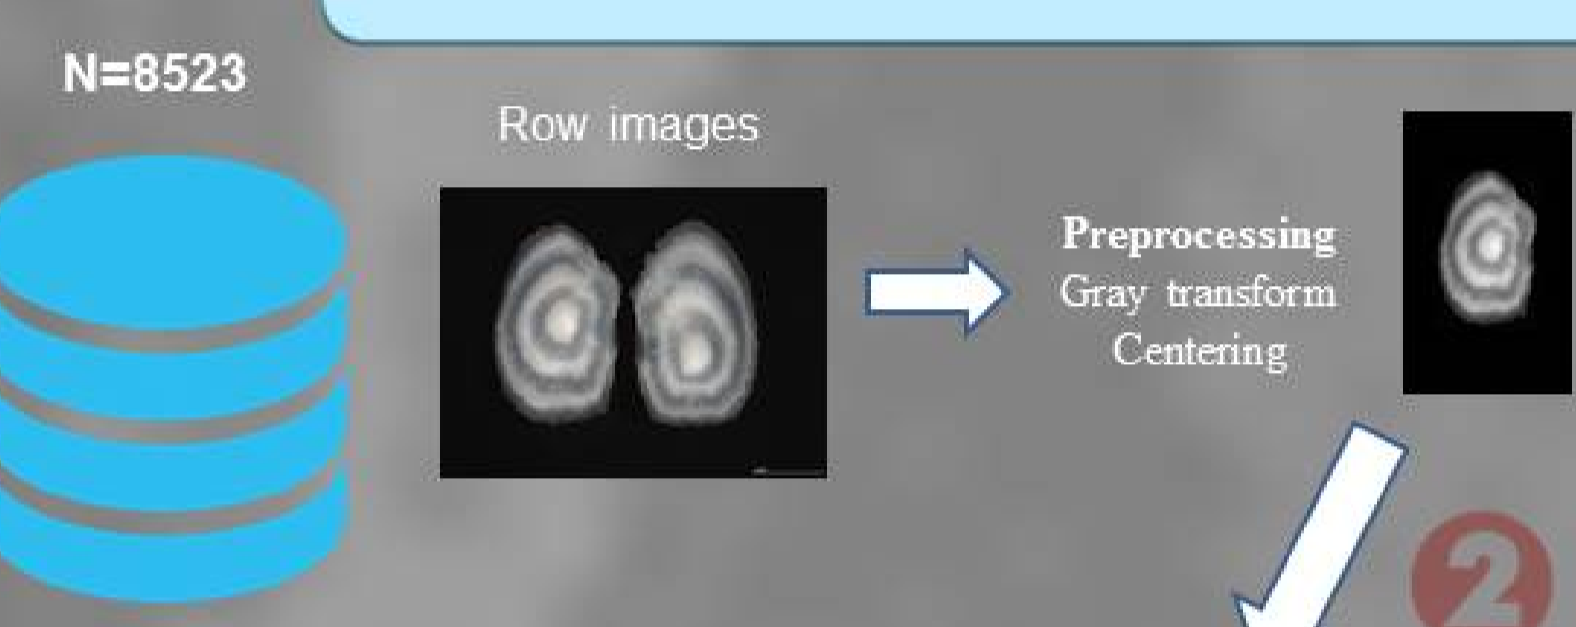 N=8523
Row images
Preprocessing
Gray transform
Centering
2